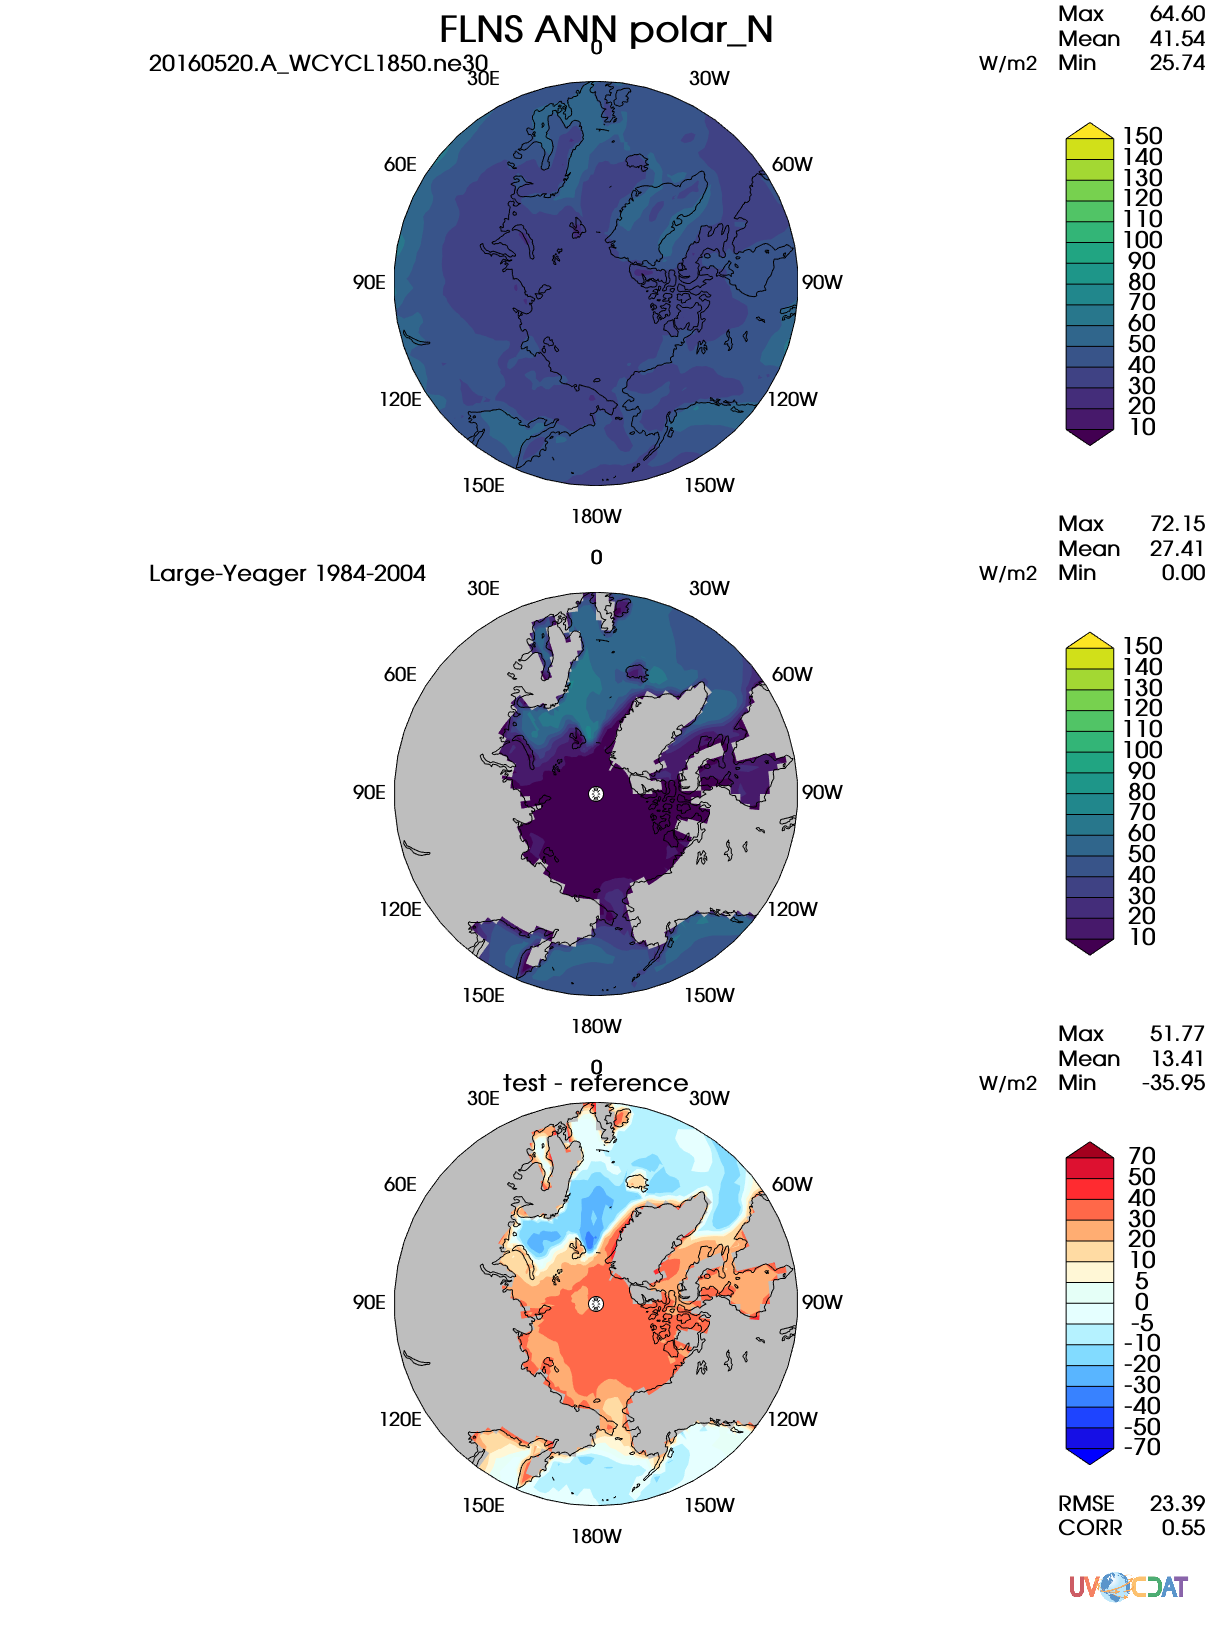 FLNS ANN polar_N
20160520.A_WCYCL1850.ne30
W/m2
Max 64.60
Mean 41.54
Min 25.74
0
30E 30W
60E 60W
90E 90W
120E 120W
150E 150W
180W
150
140
130
120
110
100
90
80
70
60
50
40
30
20
10
Large-Yeager 1984-2004
W/m2
Max 72.15
Mean 27.41
Min 0.00
0
30E 30W
60E 60W
90E 90W
120E 120W
150E 150W
180W
150
140
130
120
110
100
90
80
70
60
50
40
30
20
10
test - reference
W/m2
Max 51.77
Mean 13.41
Min -35.95
0
30E 30W
60E 60W
90E 90W
120E 120W
150E 150W
180W
70
50
40
30
20
10
5
0
-5
-10
-20
-30
-40
-50
-70
RMSE 23.39
CORR 0.55
UV CDAT